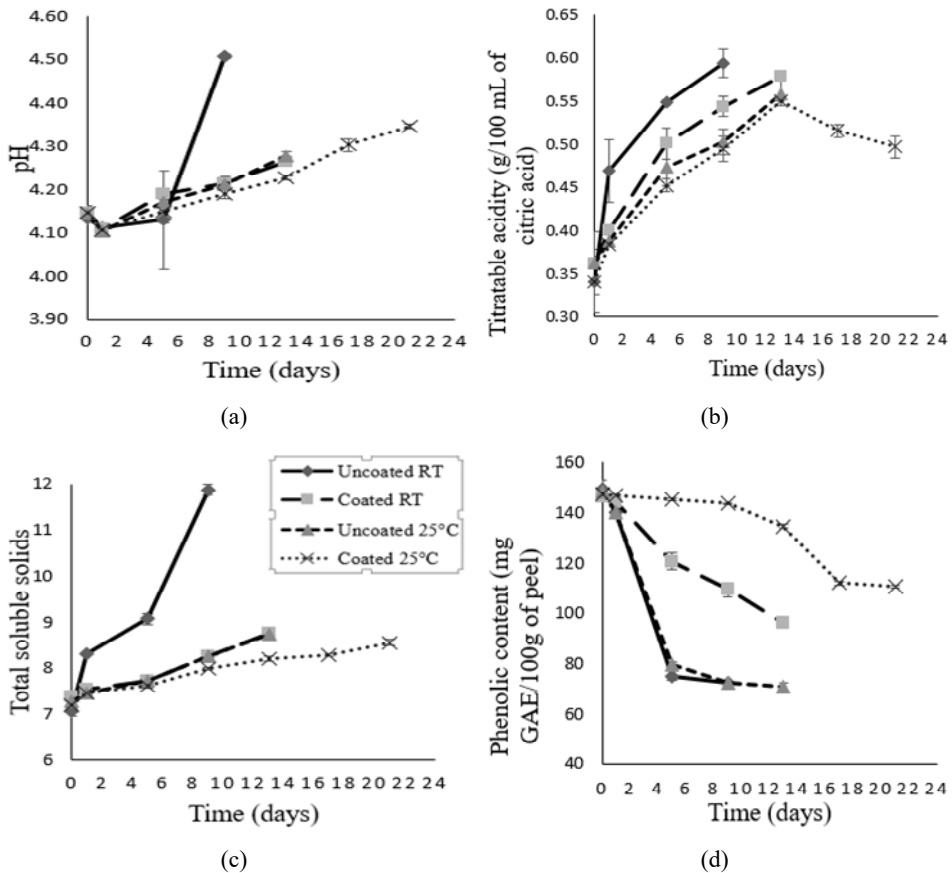 4.60
4.50
4.40
4.30
4.20
4.10
4.00
3.90
pH
0 2 4 6 8 10 12 14 16 18 20 22 24
Time (days)
(a)
0.65
0.60
0.55
0.50
0.45
0.40
0.35
0.30
Titratable acidity (g/100 mL of
citric acid)
0 2 4 6 8 10 12 14 16 18 20 22 24
Time (days)
(b)
Uncoated RT
Coated RT
Uncoated 25°C
Coated 25°C
12
11
10
9
8
7
6
Total soluble solids
0 2 4 6 8 10 12 14 16 18 20 22 24
Time (days)
(c)
160
140
120
100
80
60
40
Phenolic content (mg
GAE/100g of peel)
0 2 4 6 8 10 12 14 16 18 20 22 24
Time (days)
(d)